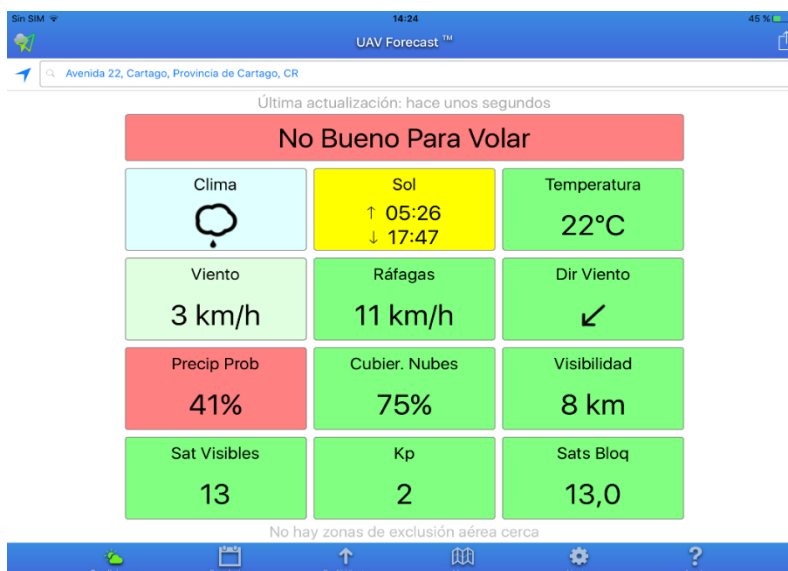 Sin SIM 14:24 45 %
UAV Forecast ™
Avenida 22, Cartago, Provincia de Cartago, CR
Última actualización: hace unos segundos
No Bueno Para Volar
Clima
Sol
↑ 05:26
↓ 17:47
Temperatura
22°C
Viento
3 km/h
Ráfagas
11 km/h
Dir Viento
↙
Precip Prob
41%
Cubier. Nubes
75%
Visibilidad
8 km
Sat Visibles
13
Kp
2
Sats Bloq
13,0
No hay zonas de exclusión aérea cerca
?